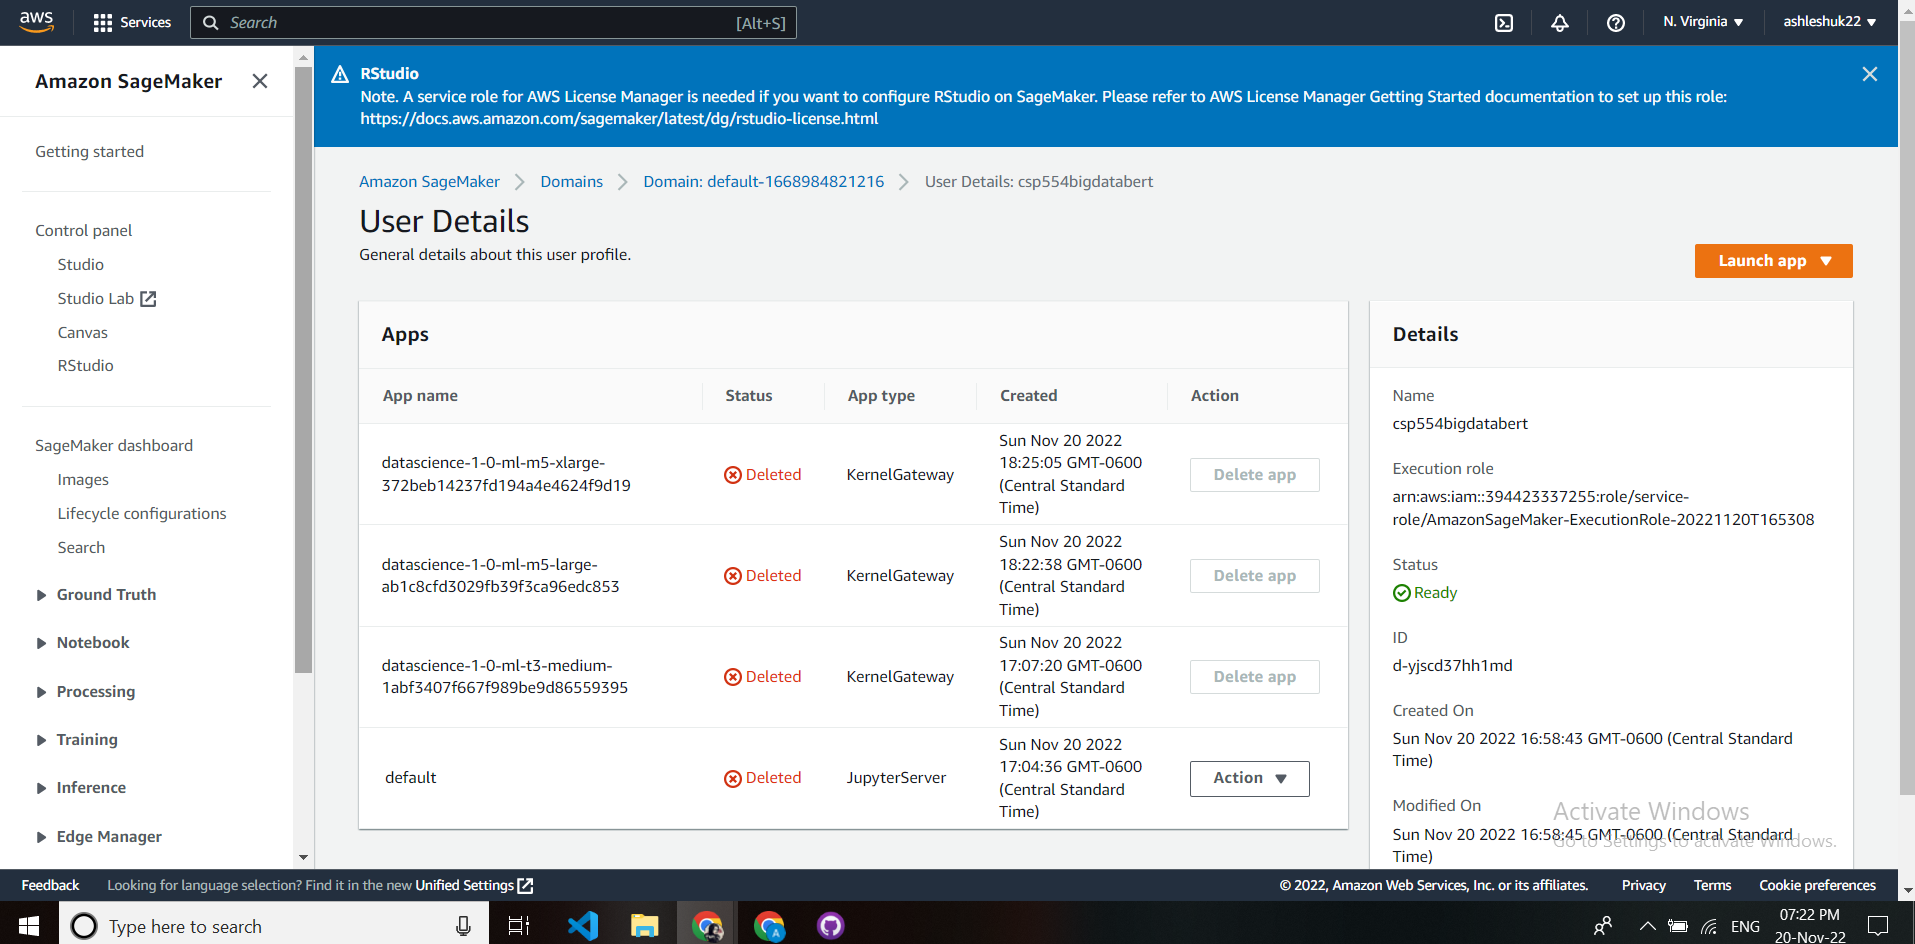 aws
Services
Search
[Alt+S]
N. Virginia
ashleshuk22
Amazon SageMaker
Getting started
Control panel
Studio
Studio Lab
Canvas
RStudio
SageMaker dashboard
Images
Lifecycle configurations
Search
Ground Truth
Notebook
Processing
Training
Inference
Edge Manager
RStudio
Note. A service role for AWS License Manager is needed if you want to configure RStudio on SageMaker. Please refer to AWS License Manager Getting Started documentation to set up this role:
https://docs.aws.amazon.com/sagemaker/latest/dg/rstudio-license.html
Amazon SageMaker
Domains
Domain: default-1668984821216
User Details: csp554bigdatabert
User Details
General details about this user profile.
Launch app
Apps
App name
Status
App type
Created
Action
datascience-1-0-ml-m5-xlarge-
372beb14237fd194a4e4624f9d19
Deleted
KernelGateway
Sun Nov 20 2022
18:25:05 GMT-0600
(Central Standard
Time)
Delete app
datascience-1-0-ml-m5-large-
ab1c8cfd3029fb39f3ca96edc853
Deleted
KernelGateway
Sun Nov 20 2022
18:22:38 GMT-0600
(Central Standard
Time)
Delete app
datascience-1-0-ml-t3-medium-
1abf3407f667f989be9d86559395
Deleted
KernelGateway
Sun Nov 20 2022
17:07:20 GMT-0600
(Central Standard
Time)
Delete app
default
Deleted
JupyterServer
Sun Nov 20 2022
17:04:36 GMT-0600
(Central Standard
Time)
Action
Details
Name
csp554bigdatabert
Execution role
arn:aws:iam::394423337255:role/service-
role/AmazonSageMaker-ExecutionRole-20221120T165308
Status
Ready
ID
d-yjscd37hh1md
Created On
Sun Nov 20 2022 16:58:43 GMT-0600 (Central Standard
Time)
Modified On
Sun Nov 20 2022 16:58:45 GMT-0600 (Central Standard
Time)
Activate Windows
Go to Settings to activate Windows.
Feedback
Looking for language selection? Find it in the new Unified Settings
© 2022, Amazon Web Services, Inc. or its affiliates.
Privacy
Terms
Cookie preferences
Type here to search
A
ENG
07:22 PM
20-Nov-22